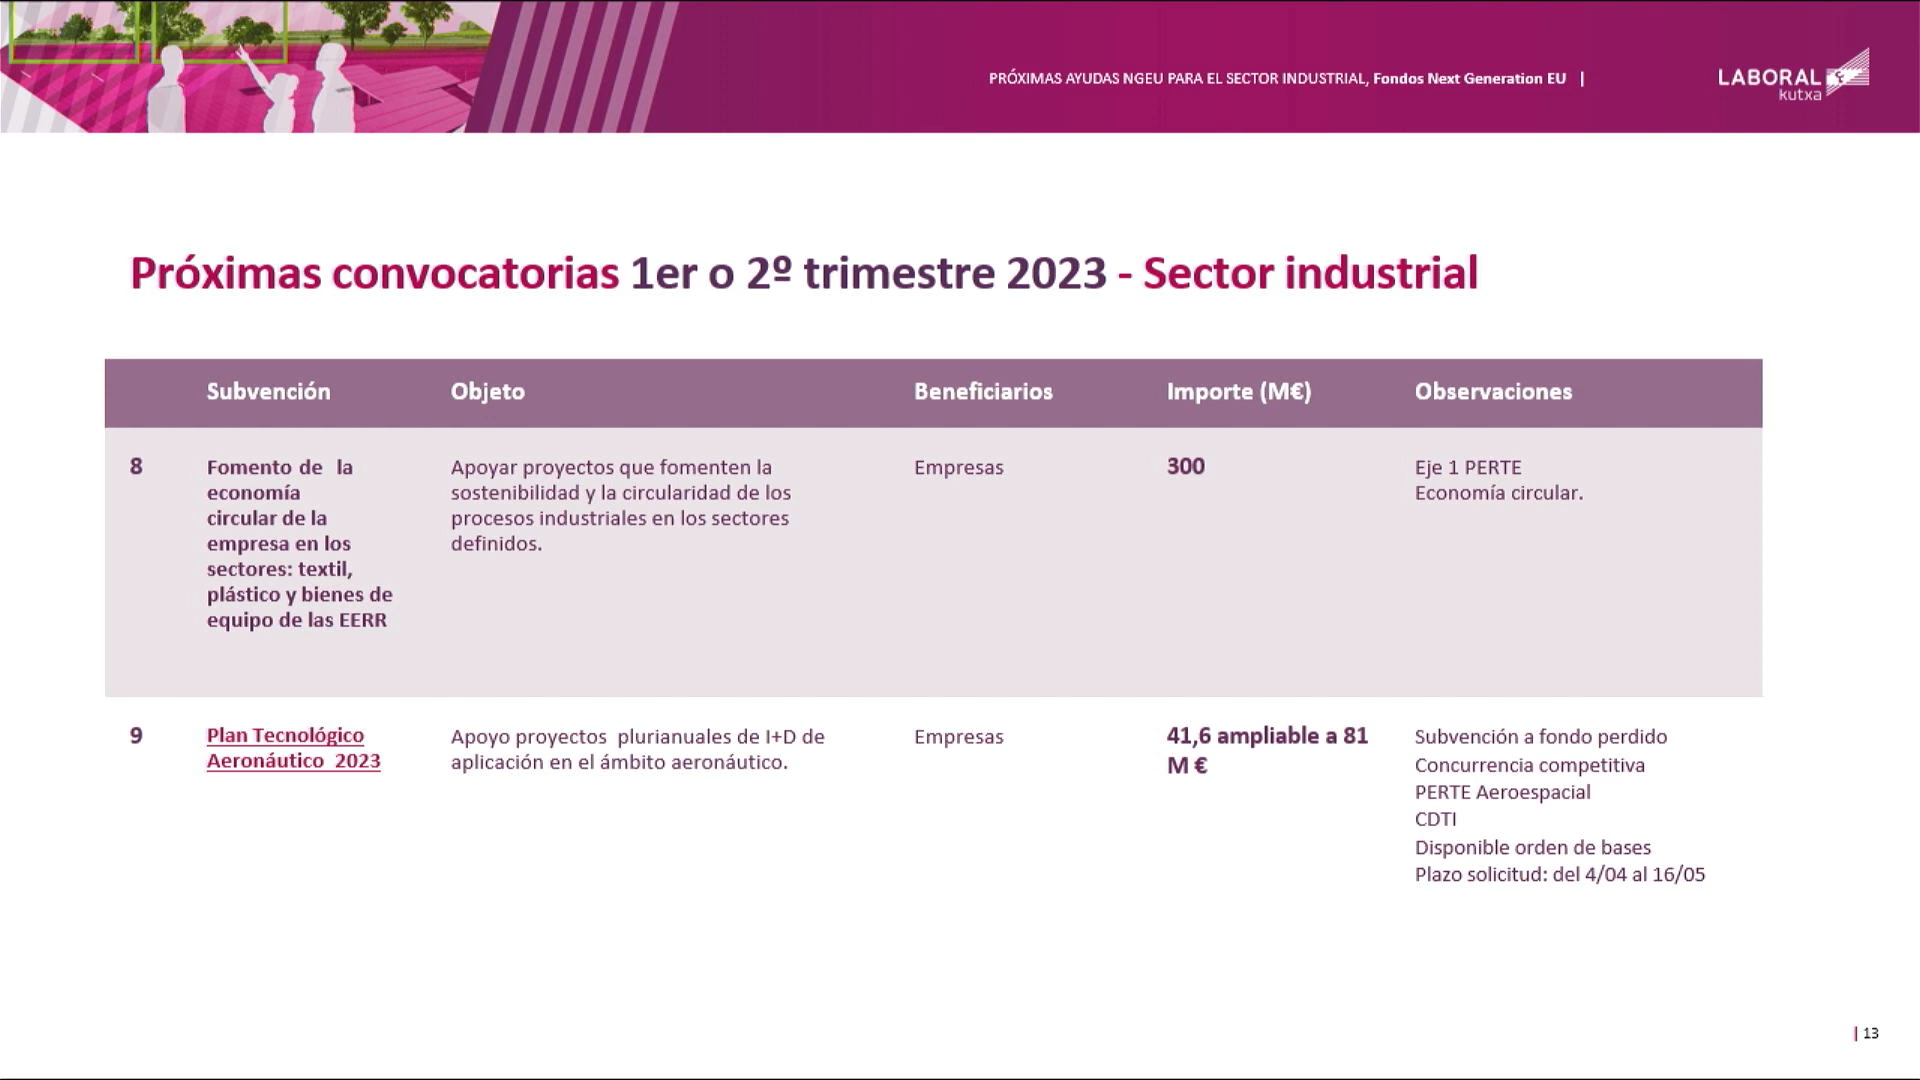 PRÓXIMAS AYUDAS NGEU PARA EL SECTOR INDUSTRIAL, Fondos Next Generation EU |
LABORAL
kutxa
Próximas convocatorias 1er o 2º trimestre 2023 - Sector industrial
Subvención Objeto Beneficiarios Importe (M€) Observaciones
8
Fomento de la
economía
circular de la
empresa en los
sectores: textil,
plástico y bienes de
equipo de las EERR
Apoyar proyectos que fomenten la
sostenibilidad y la circularidad de los
procesos industriales en los sectores
definidos.
Empresas
300
Eje 1 PERTE
Economía circular.
9
Plan Tecnológico
Aeronáutico 2023
Apoyo proyectos plurianuales de I+D de
aplicación en el ámbito aeronáutico.
Empresas
41,6 ampliable a 81
M €
Subvención a fondo perdido
Concurrencia competitiva
PERTE Aeroespacial
CDTI
Disponible orden de bases
Plazo solicitud: del 4/04 al 16/05
| 13